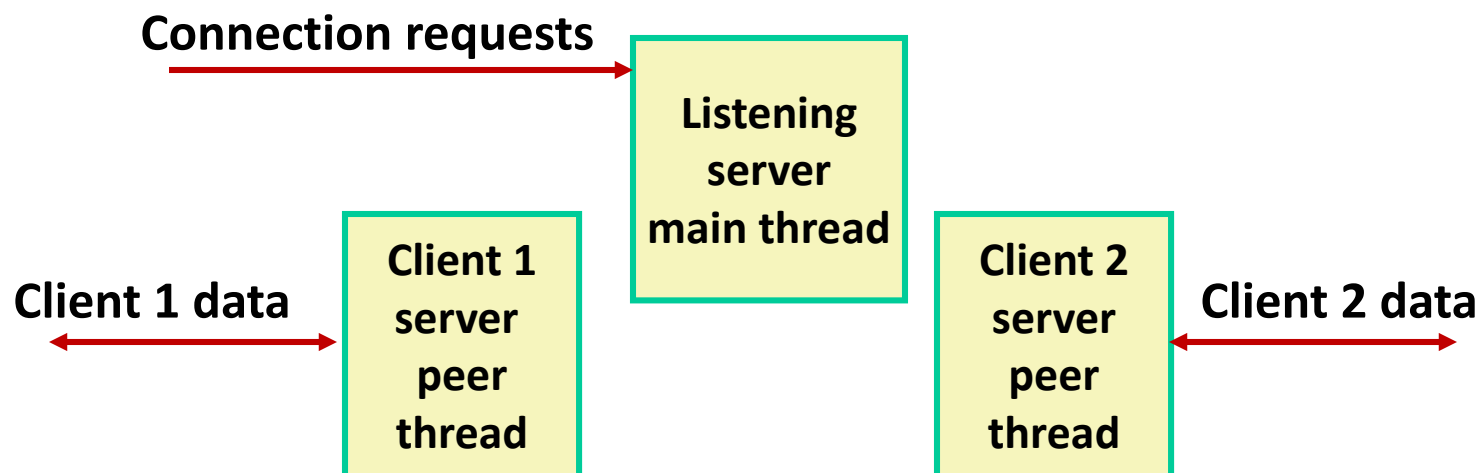 Connection requests
Listening
server
main thread
Client 1 data
Client 1
server
peer
thread
Client 2
server
peer
thread
Client 2 data